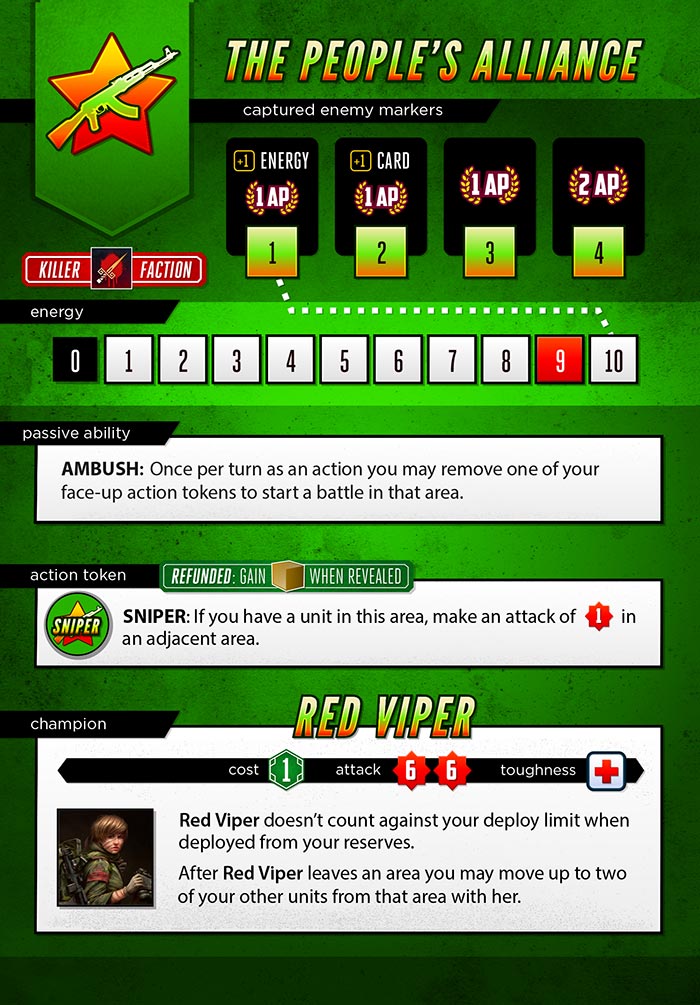 THE PEOPLE'S ALLIANCE
captured enemy markers
+1 ENERGY
1 AP
1
+1 CARD
1 AP
2
1 AP
3
2 AP
4
KILLER FACTION
energy
0 1 2 3 4 5 6 7 8 9 10
passive ability
AMBUSH: Once per turn as an action you may remove one of your
face-up action tokens to start a battle in that area.
action token
REFUNDED: GAIN WHEN REVEALED
SNIPER
SNIPER: If you have a unit in this area, make an attack of 1 in
an adjacent area.
RED VIPER
champion
cost 1 attack 6 6 toughness
Red Viper doesn't count against your deploy limit when
deployed from your reserves.
After Red Viper leaves an area you may move up to two
of your other units from that area with her.